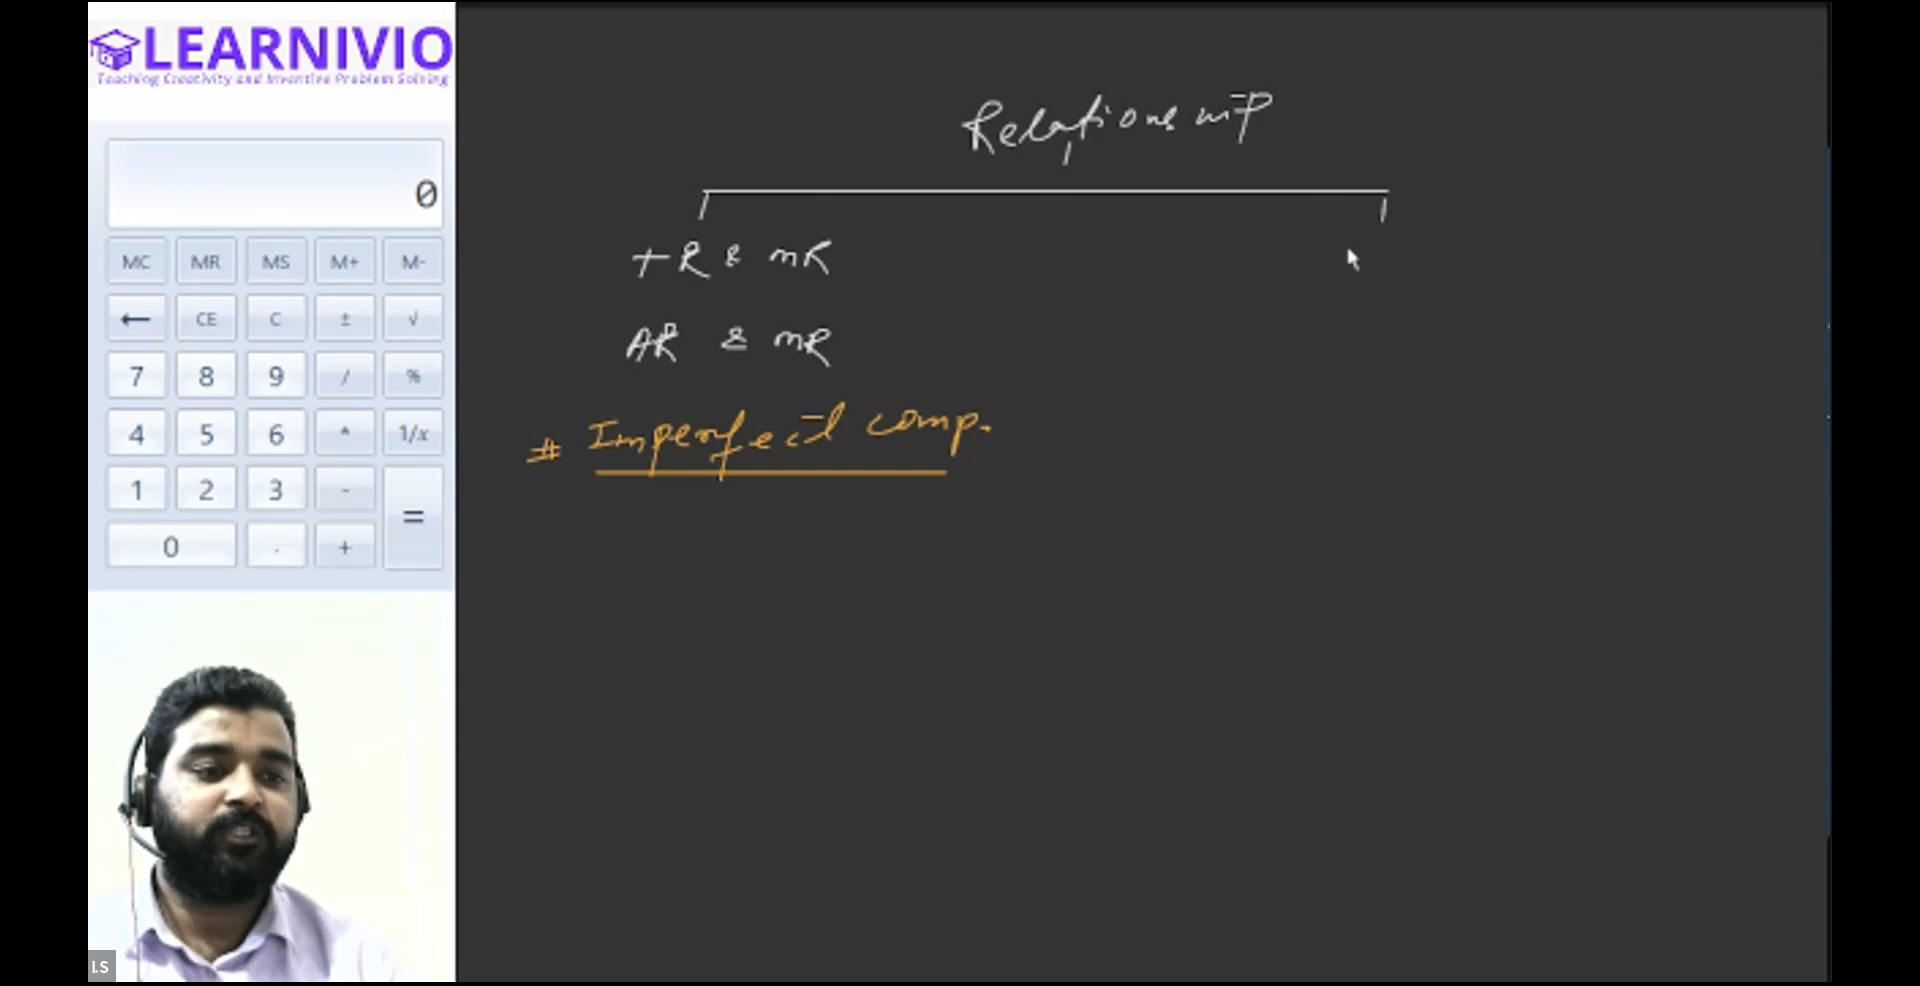 LEARNIVIO
Teaching Creativity and Inventive Problem Solving
0
MC MR MS M+ M-
← CE C ± √
7 8 9 / %
4 5 6 * 1/x
1 2 3 - =
0 . +
I.S
Relationship
TR & MR
AR & MR
# Imperfect comp.